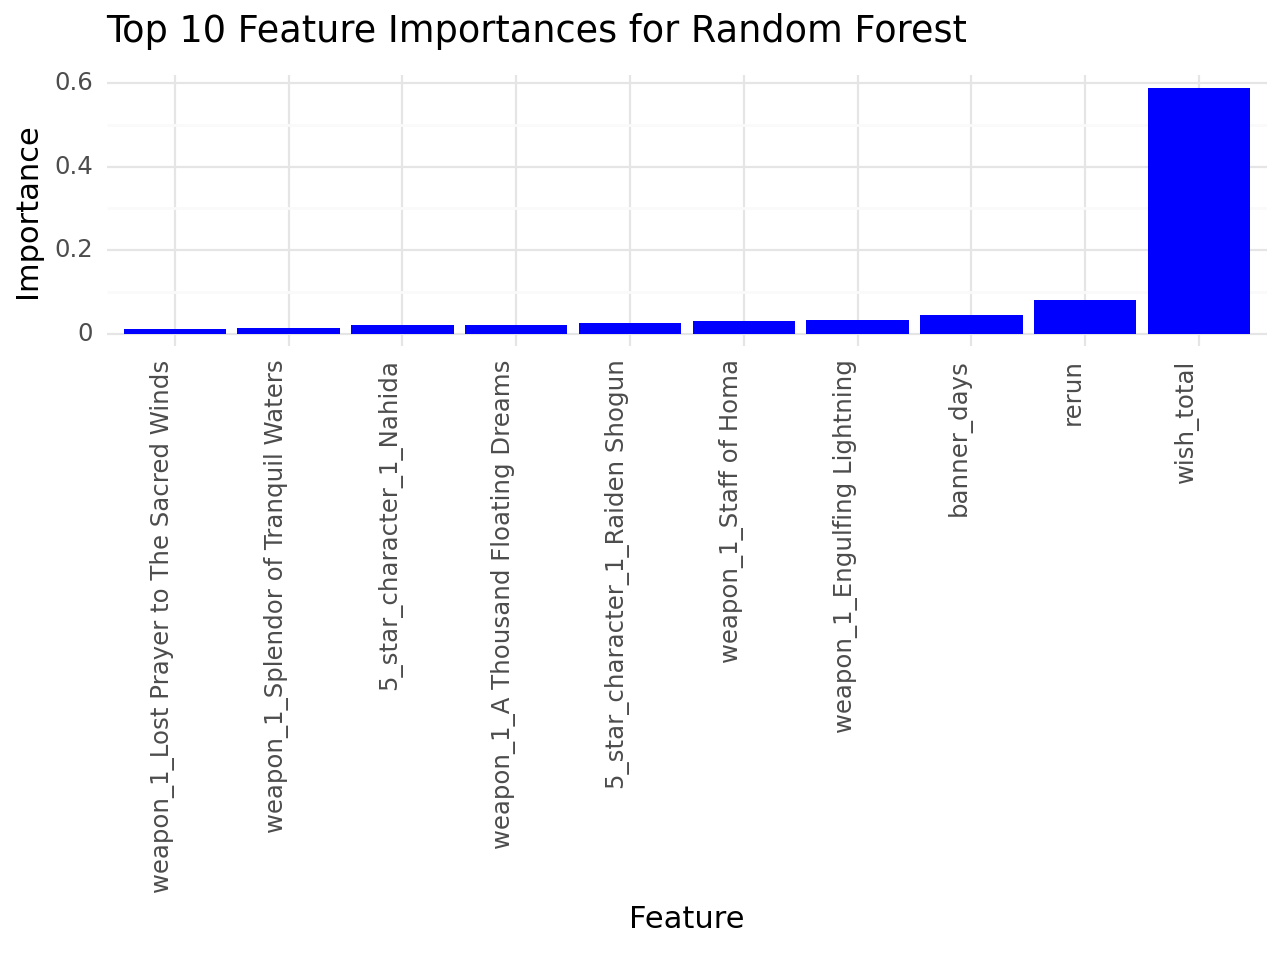 Top 10 Feature Importances for Random Forest
Importance
0.6
0.4
0.2
0
weapon_1_Lost Prayer to The Sacred Winds
weapon_1_Splendor of Tranquil Waters
5_star_character_1_Nahida
weapon_1_A Thousand Floating Dreams
5_star_character_1_Raiden Shogun
weapon_1_Staff of Homa
weapon_1_Engulfing Lightning
banner_days
rerun
wish_total
Feature